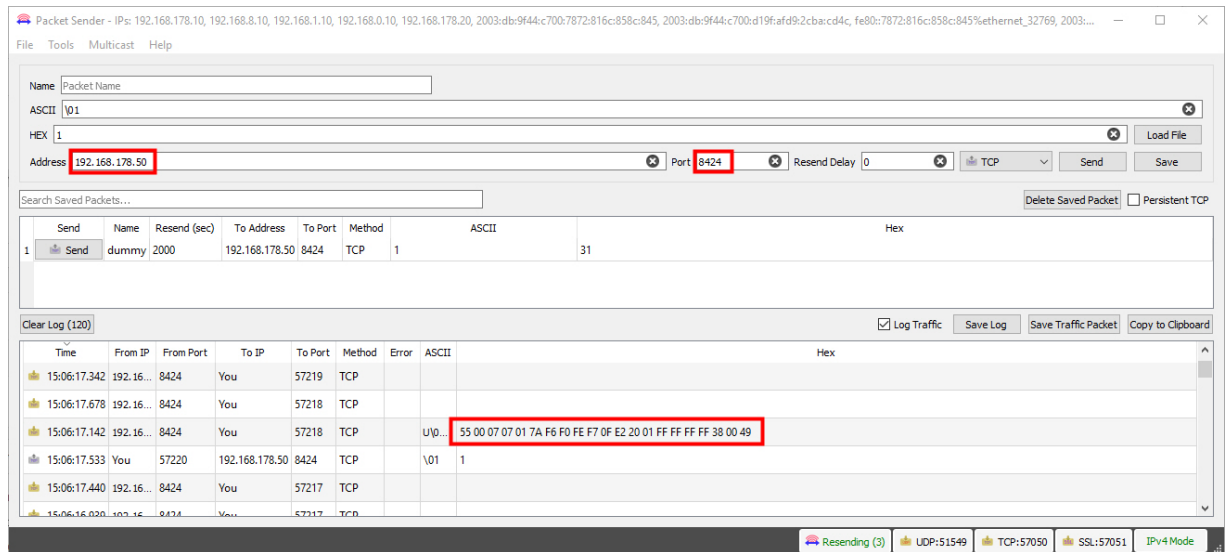 Packet Sender - IPs: 192.168.178.10, 192.168.8.10, 192.168.1.10, 192.168.0.10, 192.168.178.20, 2003:db:9f44:c700:7872:816c:858c:845, 2003:db:9f44:c700:d19f:afd9:2cba:cd4c, fe80::7872:816c:858c:845%ethernet_32769, 2003:...
File Tools Multicast Help
Name Packet Name
ASCII \01
HEX 1 Load File
Address 192.168.178.50 Port 8424 Resend Delay 0 TCP Send Save
Search Saved Packets... Delete Saved Packet Persistent TCP
Send Name Resend (sec) To Address To Port Method ASCII Hex
1 Send dummy 2000 192.168.178.50 8424 TCP 1 31
Clear Log (120) Log Traffic Save Log Save Traffic Packet Copy to Clipboard
Time From IP From Port To IP To Port Method Error ASCII Hex
15:06:17.342 192.16... 8424 You 57219 TCP
15:06:17.678 192.16... 8424 You 57218 TCP
15:06:17.142 192.16... 8424 You 57218 TCP U\0... 55 00 07 07 01 7A F6 F0 FE F7 0F E2 20 01 FF FF FF FF 38 00 49
15:06:17.533 You 57220 192.168.178.50 8424 TCP \01 1
15:06:17.440 192.16... 8424 You 57217 TCP
15:06:16.939 192.16... 8424 You 57217 TCP
Resending (3) UDP:51549 TCP:57050 SSL:57051 IPv4 Mode